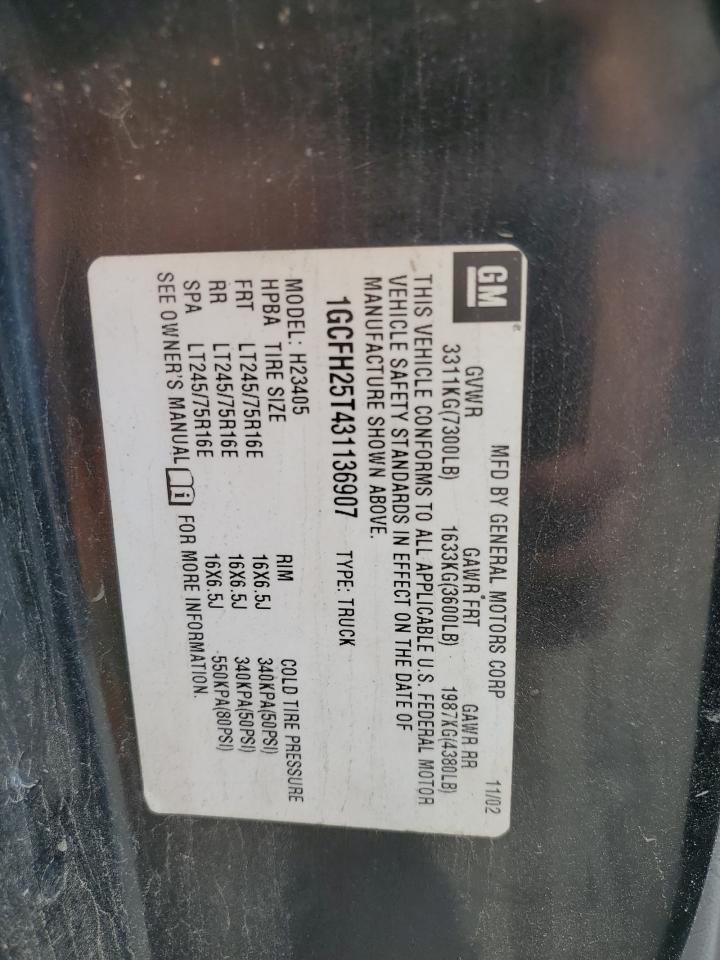 GM
MFD BY GENERAL MOTORS CORP 11/02
GVWR GAWR FRT GAWR RR
3311KG(7300LB) 1633KG(3600LB) 1987KG(4380LB)
THIS VEHICLE CONFORMS TO ALL APPLICABLE U.S. FEDERAL MOTOR
VEHICLE SAFETY STANDARDS IN EFFECT ON THE DATE OF
MANUFACTURE SHOWN ABOVE.
1GCFH25T431136907 TYPE: TRUCK
MODEL: H23405
HPBA TIRE SIZE RIM COLD TIRE PRESSURE
FRT LT245/75R16E 16X6.5J 340KPA(50PSI)
RR LT245/75R16E 16X6.5J 340KPA(50PSI)
SPA LT245/75R16E 16X6.5J 550KPA(80PSI)
SEE OWNER'S MANUAL FOR MORE INFORMATION.